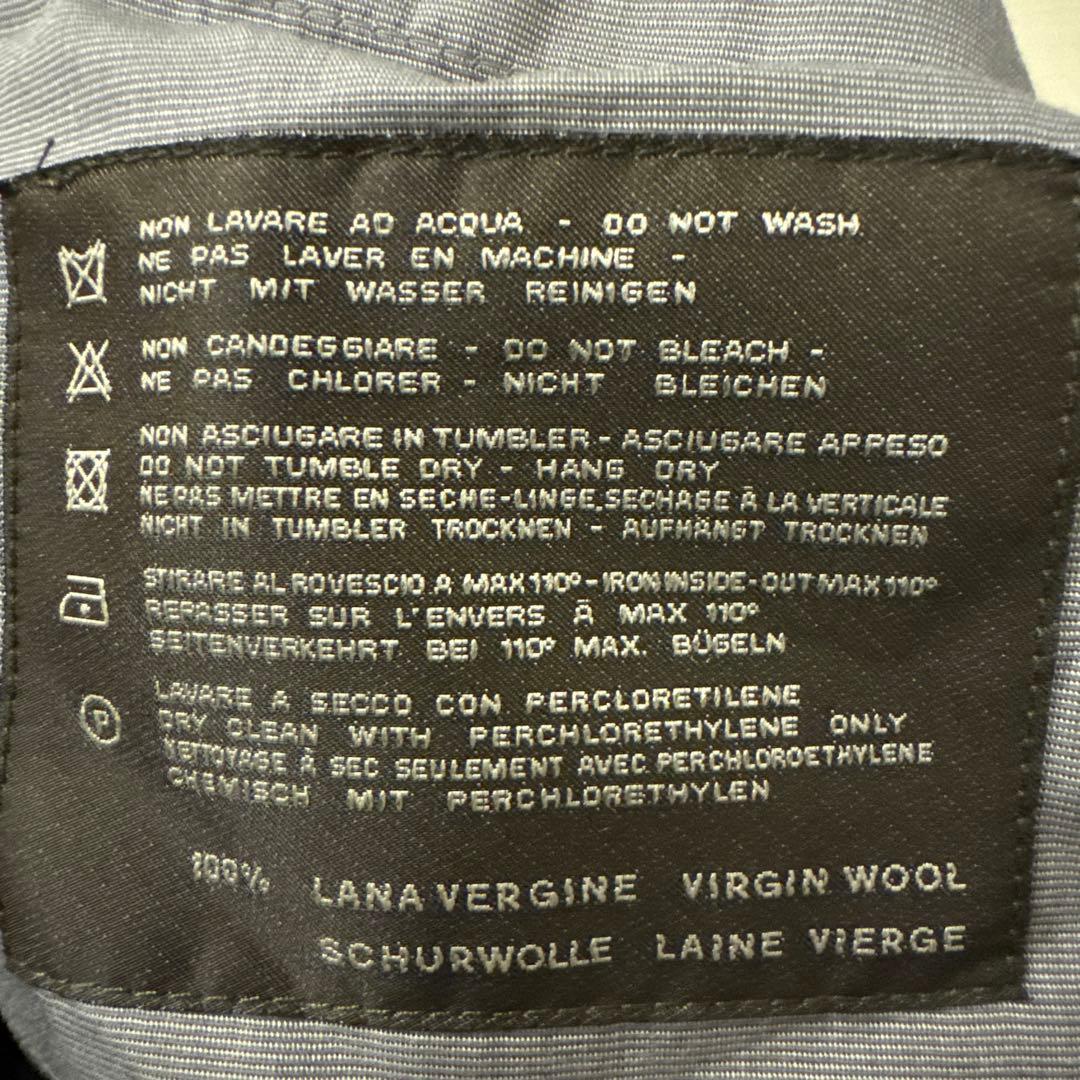 NON LAVARE AD ACQUA - DO NOT WASH
NE PAS LAVER EN MACHINE -
NICHT MIT WASSER REINIGEN
NON CANDEGGIARE - DO NOT BLEACH -
NE PAS CHLORER - NICHT BLEICHEN
NON ASCIUGARE IN TUMBLER - ASCIUGARE APPESO
DO NOT TUMBLE DRY - HANG DRY
NE PAS METTRE EN SECHE-LINGE.SECHAGE À LA VERTICALE
NICHT IN TUMBLER TROCKNEN - AUFHÄNGT TROCKNEN
STIRARE AL ROVESCIO A MAX 110° - IRON INSIDE-OUT MAX 110°
REPASSER SUR L'ENVERS À MAX 110°
SEITENVERKEHRT BEI 110° MAX. BÜGELN
P
LAVARE A SECCO CON PERCLORETILENE
DRY CLEAN WITH PERCHLORETHYLENE ONLY
NETTOYAGE À SEC SEULEMENT AVEC PERCHLOROETHYLENE
CHEMISCH MIT PERCHLORETHYLEN
100% LANA VERGINE VIRGIN WOOL
SCHURWOLLE LAINE VIERGE